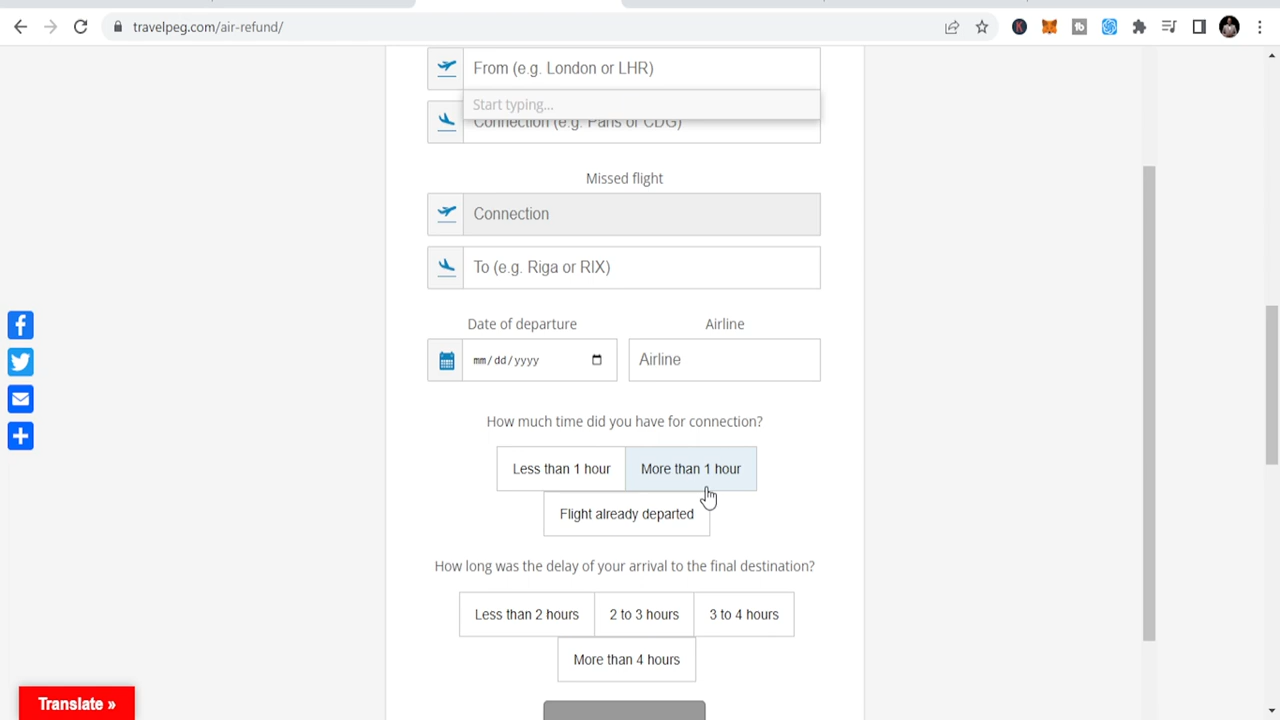 travelpeg.com/air-refund/
From (e.g. London or LHR)
Start typing...
Connection (e.g. Paris or CDG)
Missed flight
Connection
To (e.g. Riga or RIX)
Date of departure
Airline
mm/dd/yyyy
Airline
How much time did you have for connection?
Less than 1 hour
More than 1 hour
Flight already departed
How long was the delay of your arrival to the final destination?
Less than 2 hours
2 to 3 hours
3 to 4 hours
More than 4 hours
Translate »